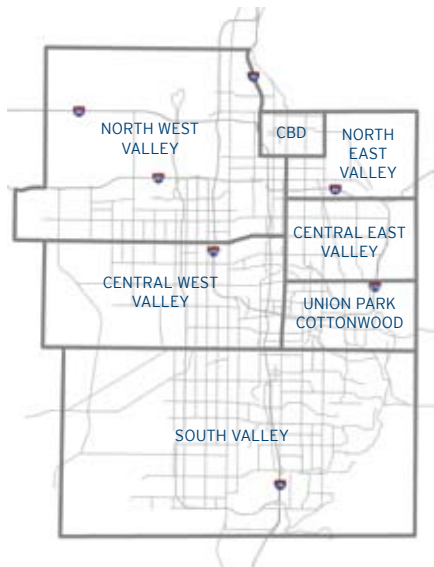 NORTH WEST
VALLEY
CBD
NORTH
EAST
VALLEY
CENTRAL EAST
VALLEY
CENTRAL WEST
VALLEY
UNION PARK
COTTONWOOD
SOUTH VALLEY